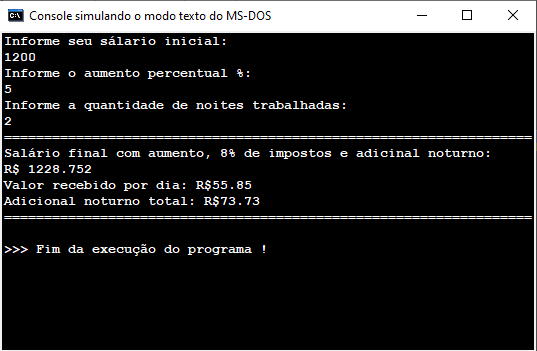 Console simulando o modo texto do MS-DOS
Informe seu sálario inicial:
1200
Informe o aumento percentual %:
5
Informe a quantidade de noites trabalhadas:
2
==================================================================
Salário final com aumento, 8% de impostos e adicinal noturno:
R$ 1228.752
Valor recebido por dia: R$55.85
Adicional noturno total: R$73.73
==================================================================
>>> Fim da execução do programa !